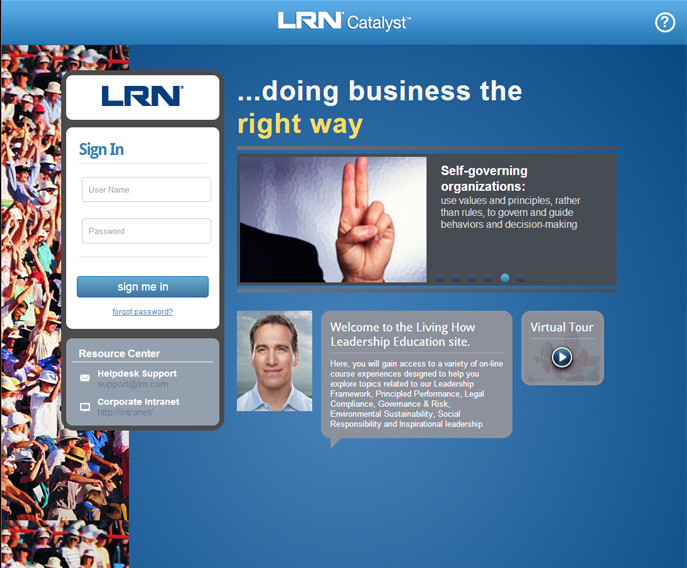 LRN Catalyst™
?
LRN®
...doing business the
right way
Sign In
User Name
Password
sign me in
forgot password?
Self-governing
organizations:
use values and principles, rather
than rules, to govern and guide
behaviors and decision-making
Resource Center
Helpdesk Support
support@lrn.com
Corporate Intranet
http://intranet/
Welcome to the Living How
Leadership Education site.
Here, you will gain access to a variety of on-line
course experiences designed to help you
explore topics related to our Leadership
Framework, Principled Performance, Legal
Compliance, Governance & Risk,
Environmental Sustainability, Social
Responsibility and Inspirational leadership.
Virtual Tour